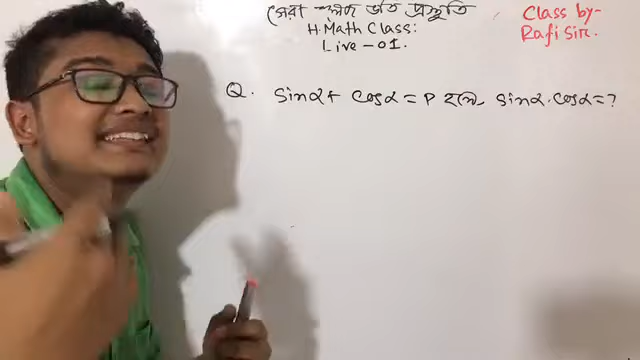 সেরা স্কুল ভর্তি প্রস্তুতি
H.Math Class:
Live-01.
Class by-
Rafi Sir.
Q. sinα+ cosα = P হলে, sinα.cosα=?